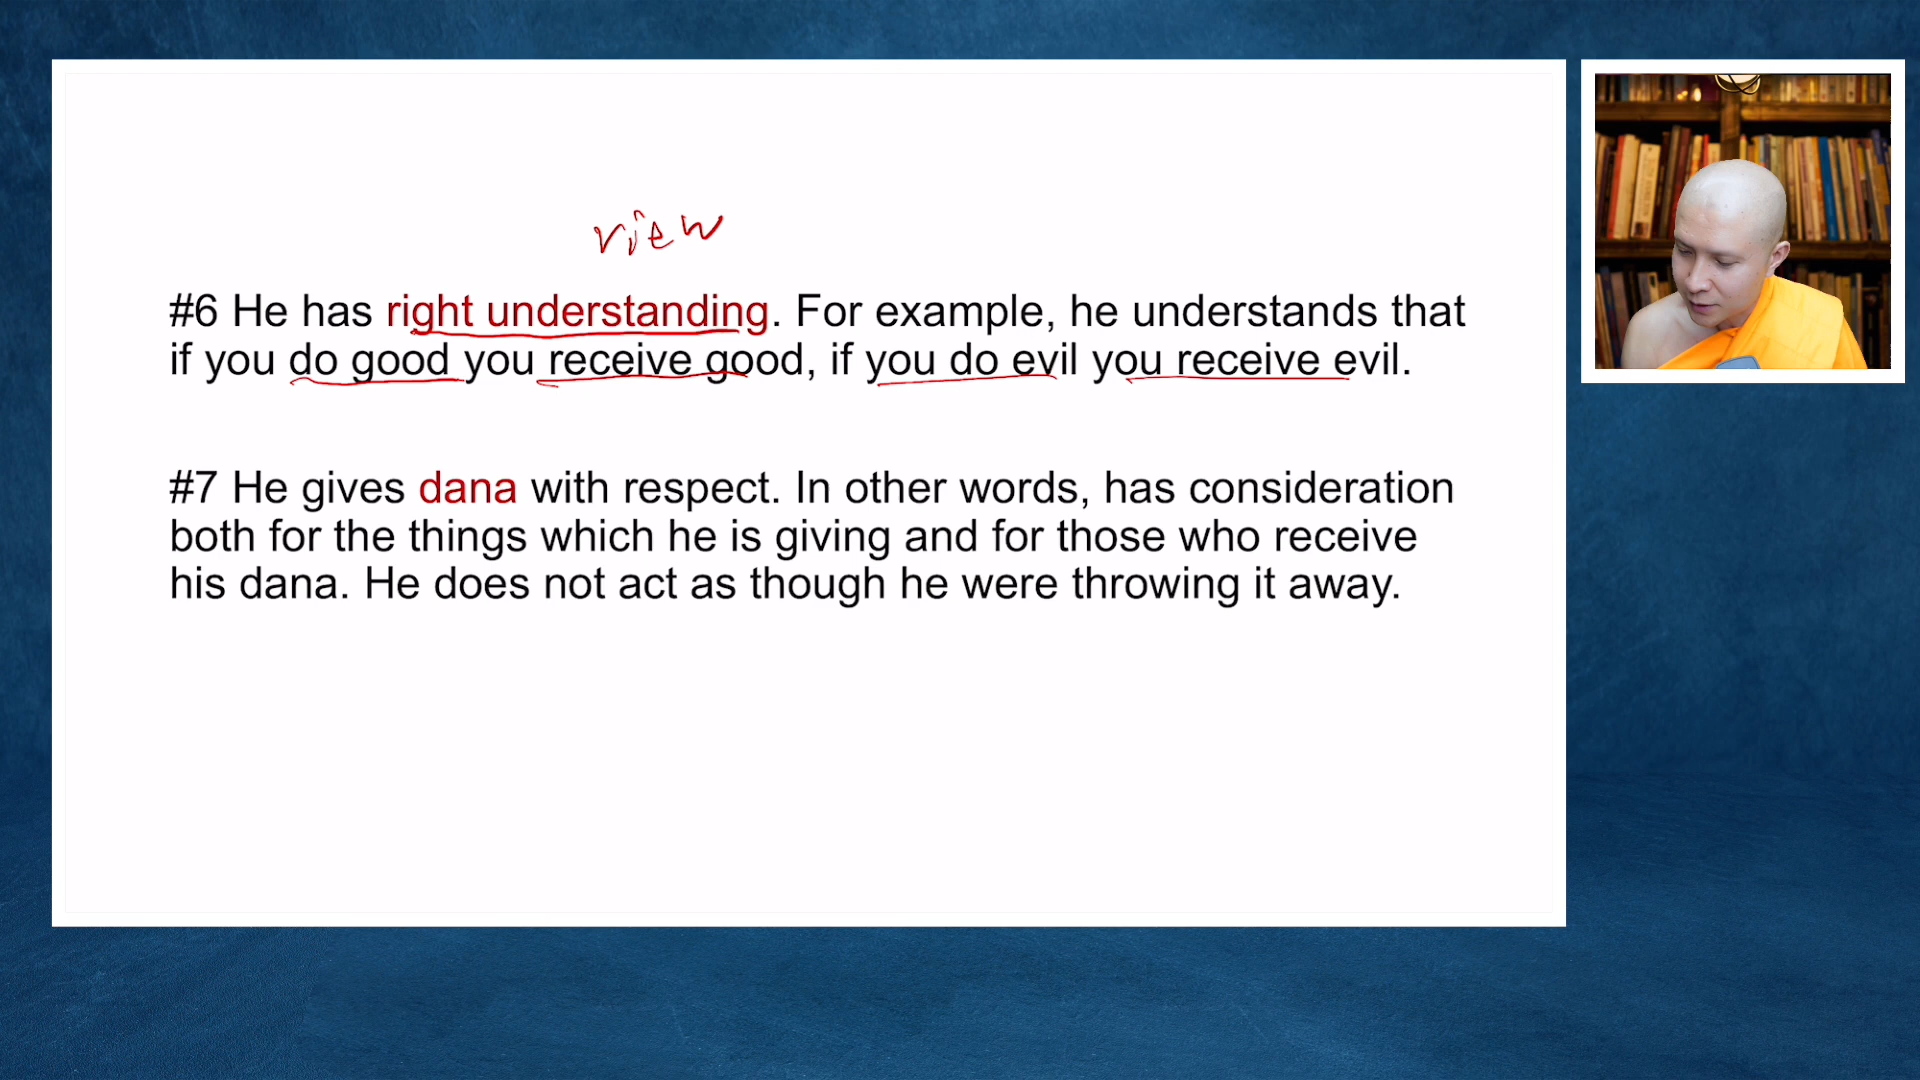 view
#6 He has right understanding. For example, he understands that
if you do good you receive good, if you do evil you receive evil.
#7 He gives dana with respect. In other words, has consideration
both for the things which he is giving and for those who receive
his dana. He does not act as though he were throwing it away.